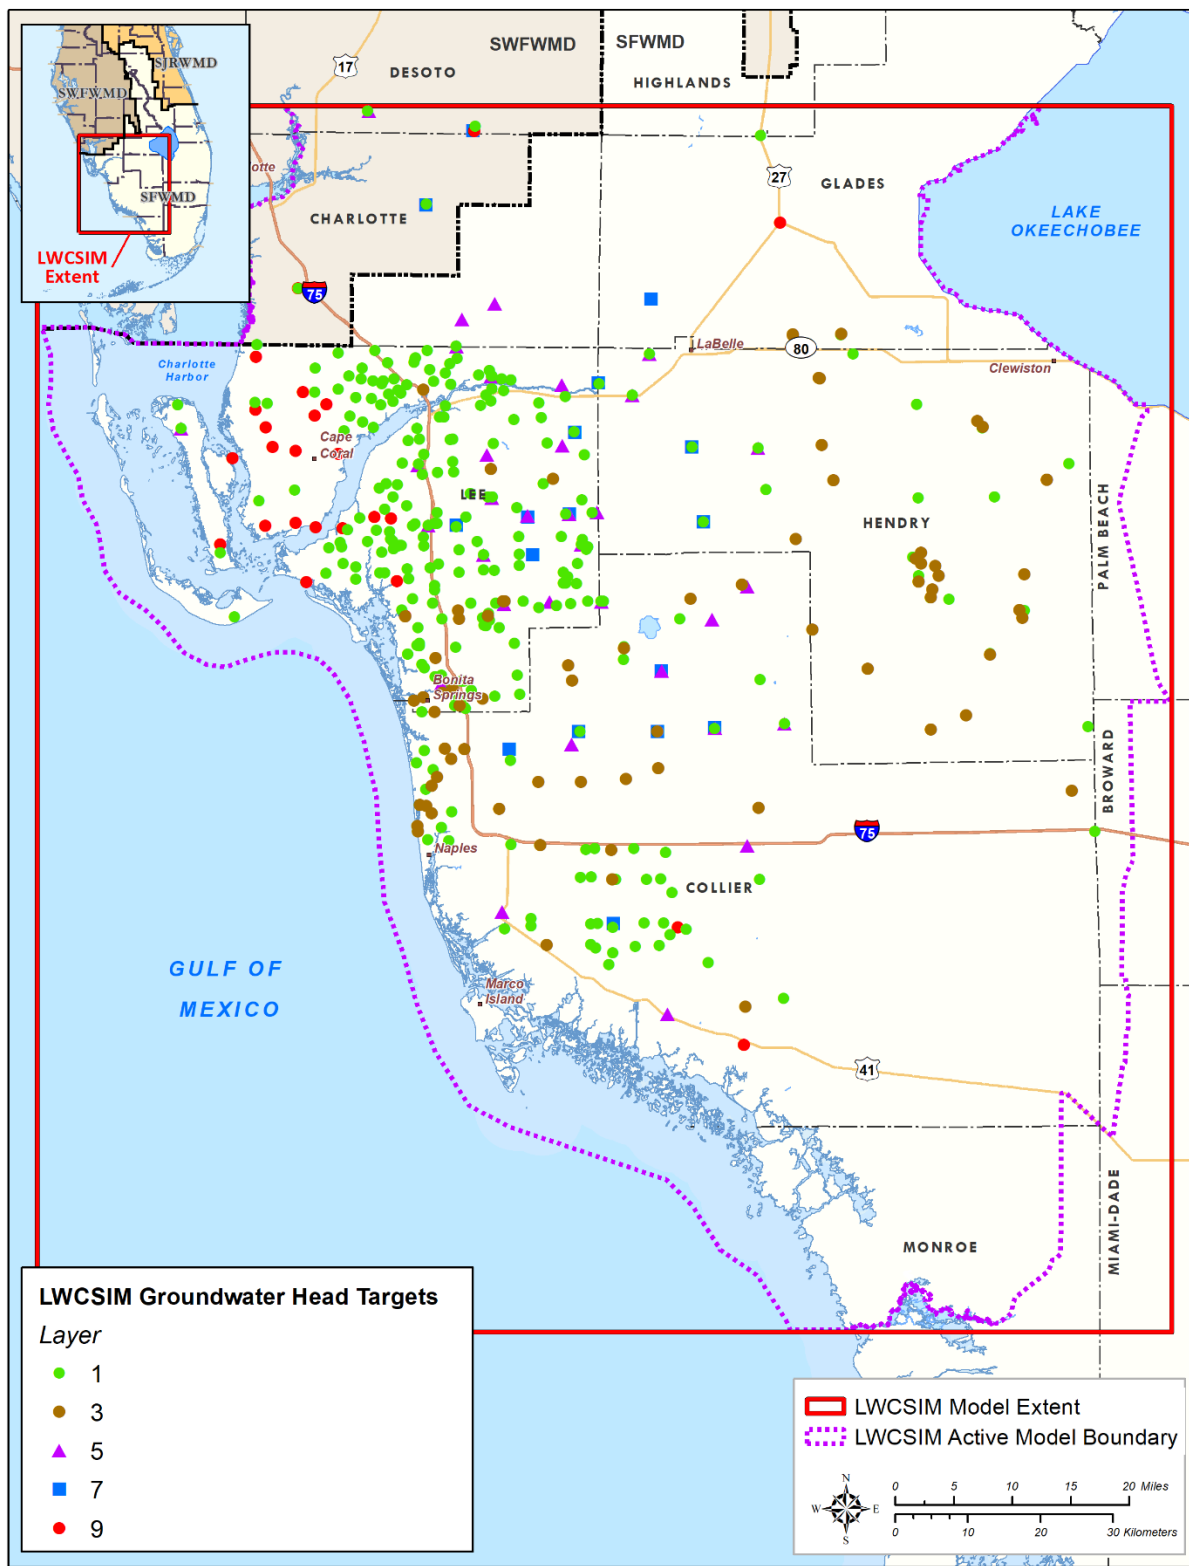 SWFWMD
SFWMD
SJRWMD
SWFWMD
SFWMD
LWCSIM
Extent
17
DESOTO
HIGHLANDS
27
GLADES
LAKE
OKEECHOBEE
otte
CHARLOTTE
75
LaBelle
80
Clewiston
Charlotte
Harbor
Cape
Coral
LEE
HENDRY
PALM BEACH
Bonita
Springs
BROWARD
75
Naples
COLLIER
GULF OF
MEXICO
Marco
Island
41
MONROE
MIAMI-DADE
LWCSIM Groundwater Head Targets
Layer
1
3
5
7
9
LWCSIM Model Extent
LWCSIM Active Model Boundary
N
W
E
S
0 5 10 15 20 Miles
0 10 20 30 Kilometers